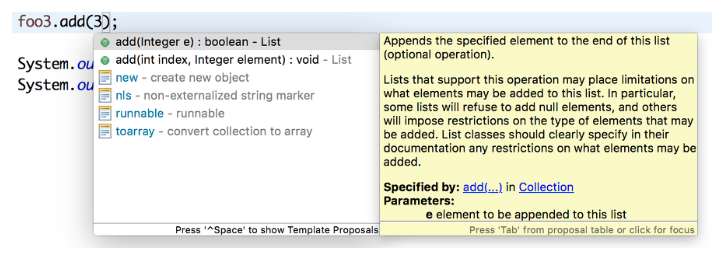 foo3.add(3);
add(Integer e) : boolean - List
add(int index, Integer element) : void - List
new - create new object
nls - non-externalized string marker
runnable - runnable
toarray - convert collection to array
Press '^Space' to show Template Proposals
System.ou
System.ou
Appends the specified element to the end of this list
(optional operation).
Lists that support this operation may place limitations on
what elements may be added to this list. In particular,
some lists will refuse to add null elements, and others
will impose restrictions on the type of elements that may
be added. List classes should clearly specify in their
documentation any restrictions on what elements may be
added.
Specified by: add(...) in Collection
Parameters:
e element to be appended to this list
Press 'Tab' from proposal table or click for focus